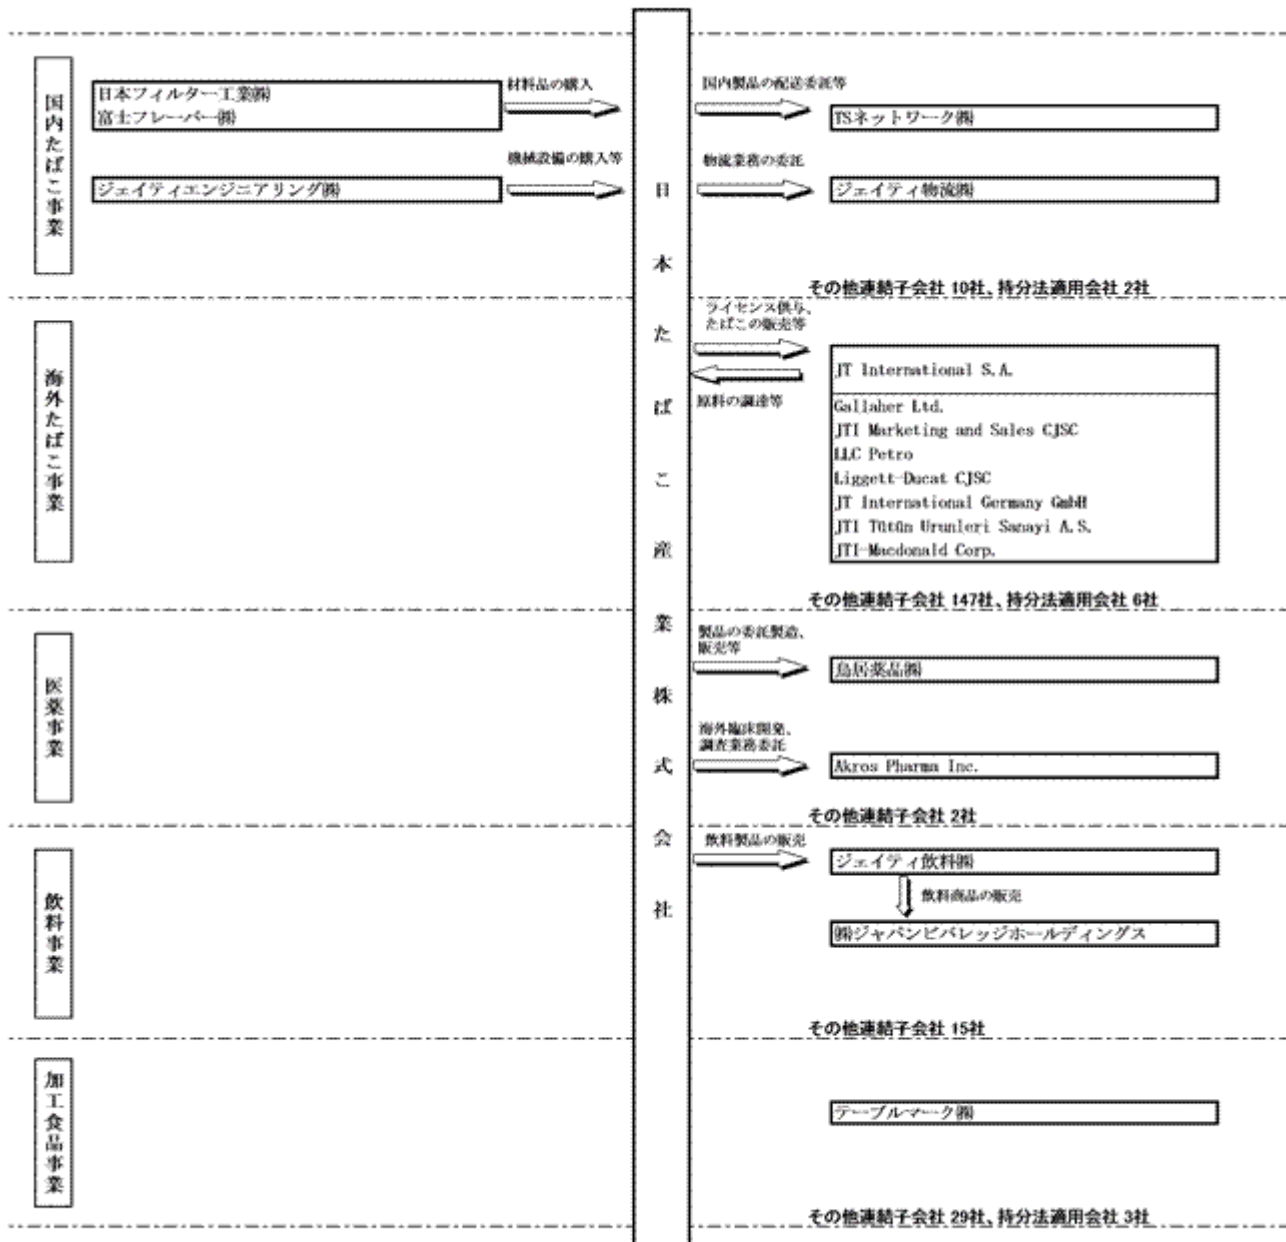 国内たばこ事業
材料品の購入
日本フィルター工業㈱
富士フレーバー㈱
機械設備の購入等
ジェイティエンジニアリング㈱
日本たばこ産業株式会社
国内製品の配送委託等
TSネットワーク㈱
物流業務の委託
ジェイティ物流㈱
その他連結子会社 10社、持分法適用会社 2社
海外たばこ事業
ライセンス供与、
たばこの販売等
JT International S.A.
原料の調達等
Gallaher Ltd.
JTI Marketing and Sales CJSC
LLC Petro
Liggett-Ducat CJSC
JT International Germany GmbH
JTI Tütün Urunleri Sanayi A.S.
JTI-Macdonald Corp.
その他連結子会社 147社、持分法適用会社 6社
医薬事業
製品の委託製造、
販売等
鳥居薬品㈱
海外臨床開発、
調査業務委託
Akros Pharma Inc.
その他連結子会社 2社
飲料事業
飲料製品の販売
ジェイティ飲料㈱
飲料商品の販売
㈱ジャパンビバレッジホールディングス
その他連結子会社 15社
加工食品事業
テーブルマーク㈱
その他連結子会社 29社、持分法適用会社 3社